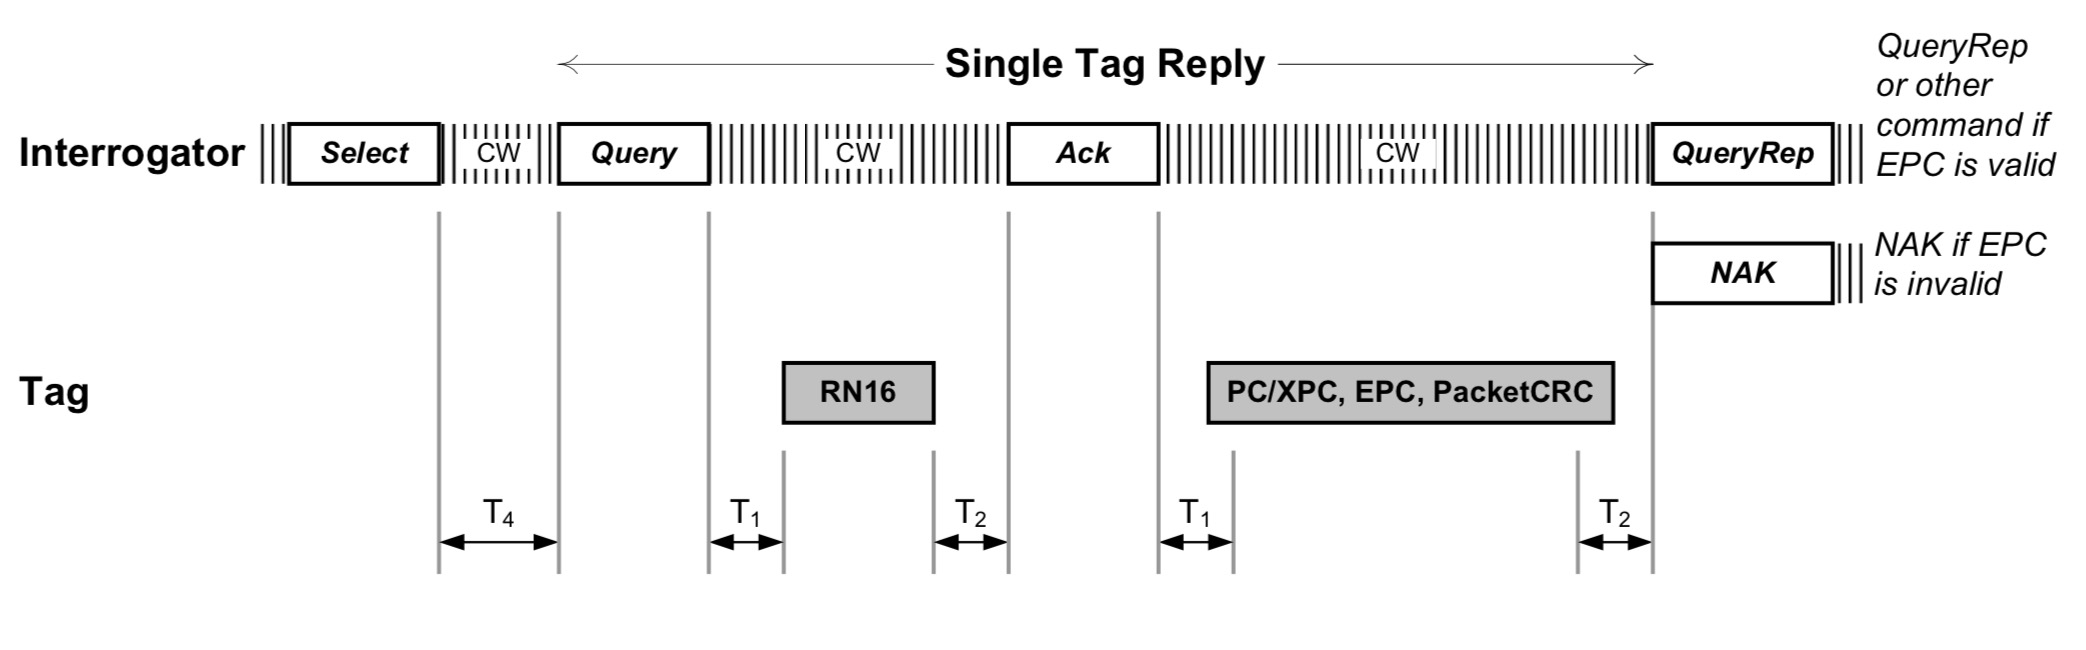 Single Tag Reply
QueryRep
or other
command if
EPC is valid
Interrogator
Select
CW
Query
CW
Ack
CW
QueryRep
NAK
NAK if EPC
is invalid
Tag
RN16
PC/XPC, EPC, PacketCRC
T4
T1
T2
T1
T2